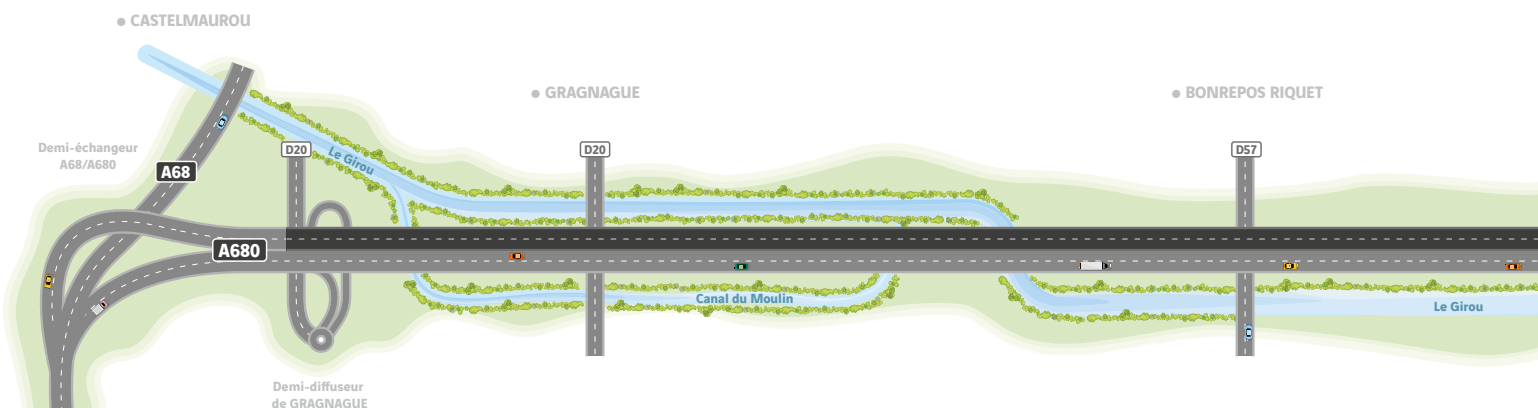 CASTELMAUROU
GRAGNAGUE
BONREPOS RIQUET
Demi-échangeur
A68/A680
D20
D20
D57
Le Girou
A68
A680
Canal du Moulin
Le Girou
Demi-diffuseur
de GRAGNAGUE